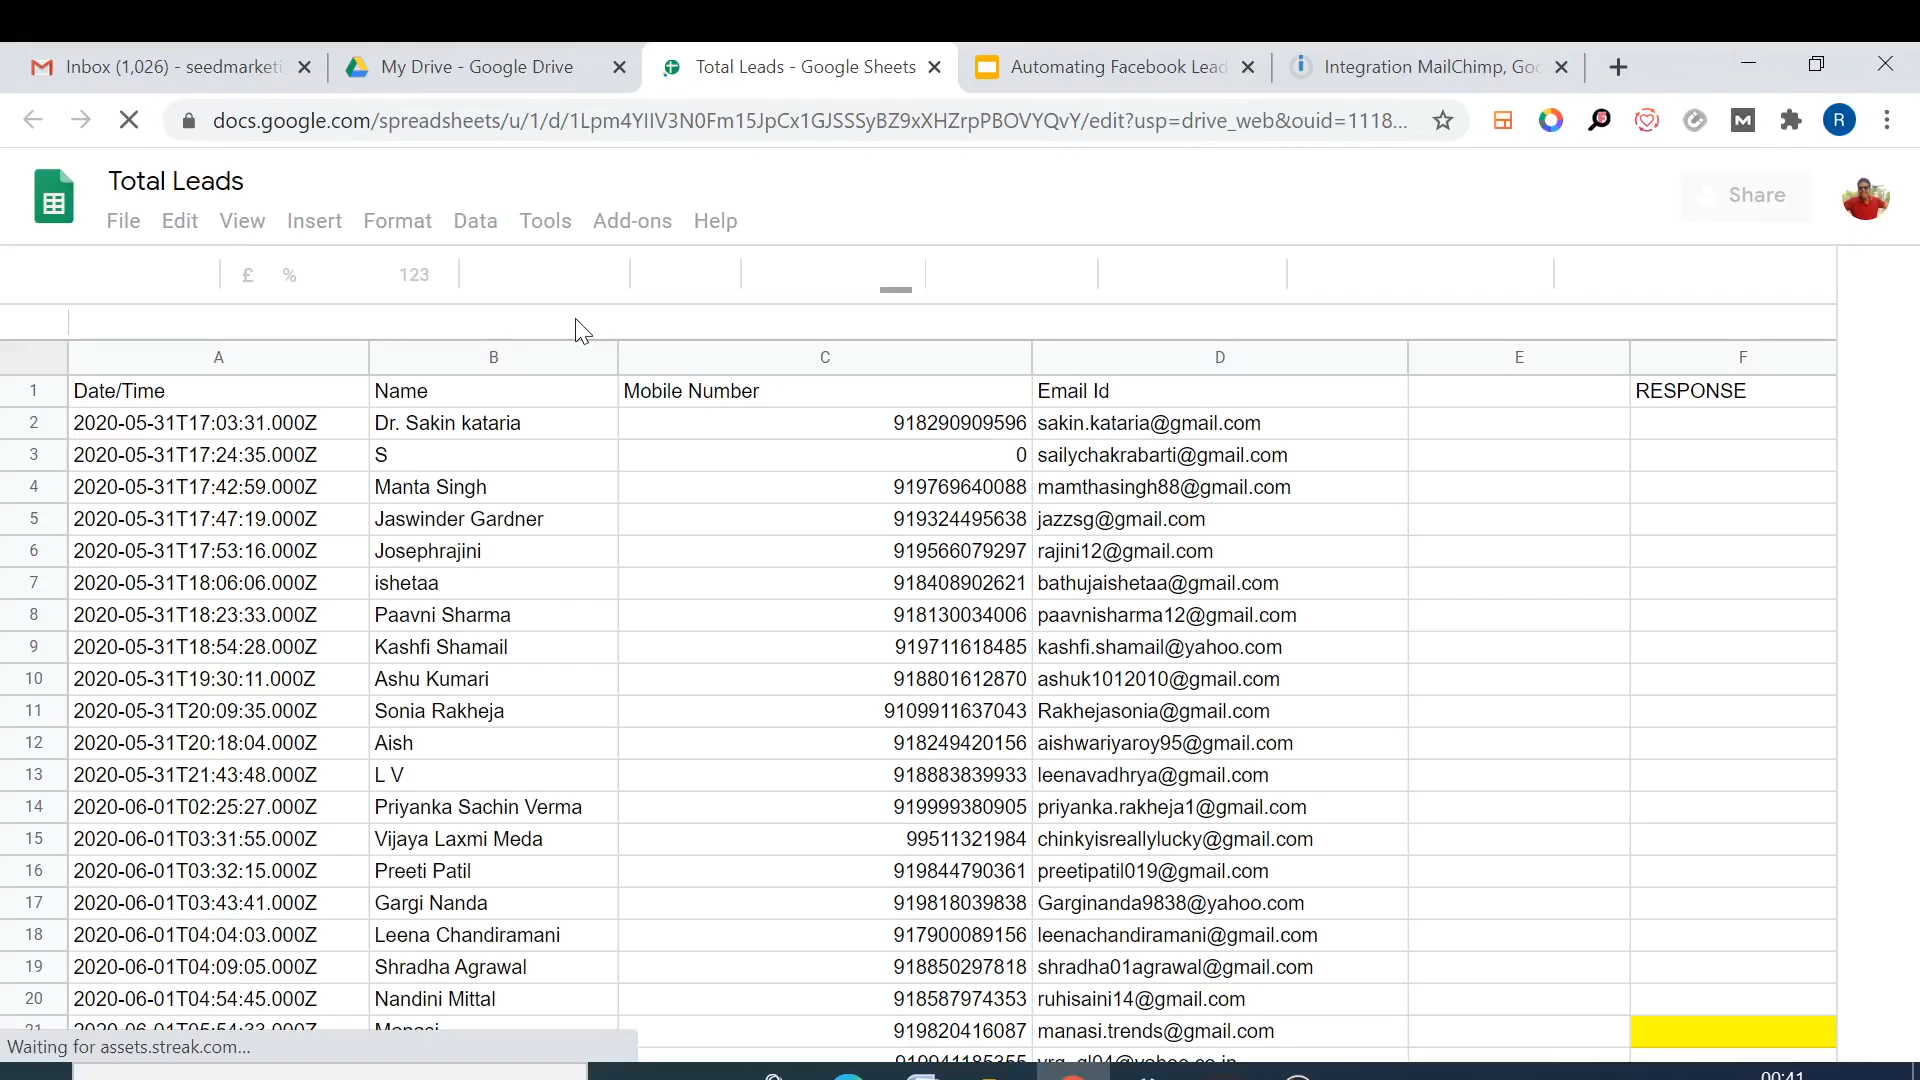 Inbox (1,026) - seedmarketi
My Drive - Google Drive
Total Leads - Google Sheets
Automating Facebook Lead
Integration MailChimp, Goo
docs.google.com/spreadsheets/u/1/d/1Lpm4YIIV3N0Fm15JpCx1GJSSSyBZ9xXHZrpPBOVYQvY/edit?usp=drive_web&ouid=1118...
M
R
Total Leads
Share
File Edit View Insert Format Data Tools Add-ons Help
£ % 123
A B C D E F
1 Date/Time Name Mobile Number Email Id RESPONSE
2 2020-05-31T17:03:31.000Z Dr. Sakin kataria 918290909596 sakin.kataria@gmail.com
3 2020-05-31T17:24:35.000Z S 0 sailychakrabarti@gmail.com
4 2020-05-31T17:42:59.000Z Manta Singh 919769640088 mamthasingh88@gmail.com
5 2020-05-31T17:47:19.000Z Jaswinder Gardner 919324495638 jazzsg@gmail.com
6 2020-05-31T17:53:16.000Z Josephrajini 919566079297 rajini12@gmail.com
7 2020-05-31T18:06:06.000Z ishetaa 918408902621 bathujaishetaa@gmail.com
8 2020-05-31T18:23:33.000Z Paavni Sharma 918130034006 paavnisharma12@gmail.com
9 2020-05-31T18:54:28.000Z Kashfi Shamail 919711618485 kashfi.shamail@yahoo.com
10 2020-05-31T19:30:11.000Z Ashu Kumari 918801612870 ashuk1012010@gmail.com
11 2020-05-31T20:09:35.000Z Sonia Rakheja 9109911637043 Rakhejasonia@gmail.com
12 2020-05-31T20:18:04.000Z Aish 918249420156 aishwariyaroy95@gmail.com
13 2020-05-31T21:43:48.000Z L V 918883839933 leenavadhrya@gmail.com
14 2020-06-01T02:25:27.000Z Priyanka Sachin Verma 919999380905 priyanka.rakheja1@gmail.com
15 2020-06-01T03:31:55.000Z Vijaya Laxmi Meda 99511321984 chinkyisreallylucky@gmail.com
16 2020-06-01T03:32:15.000Z Preeti Patil 919844790361 preetipatil019@gmail.com
17 2020-06-01T03:43:41.000Z Gargi Nanda 919818039838 Garginanda9838@yahoo.com
18 2020-06-01T04:04:03.000Z Leena Chandiramani 917900089156 leenachandiramani@gmail.com
19 2020-06-01T04:09:05.000Z Shradha Agrawal 918850297818 shradha01agrawal@gmail.com
20 2020-06-01T04:54:45.000Z Nandini Mittal 918587974353 ruhisaini14@gmail.com
21 2020-06-01T05:54:33.000Z Manasi 919820416087 manasi.trends@gmail.com
Waiting for assets.streak.com...
00:41